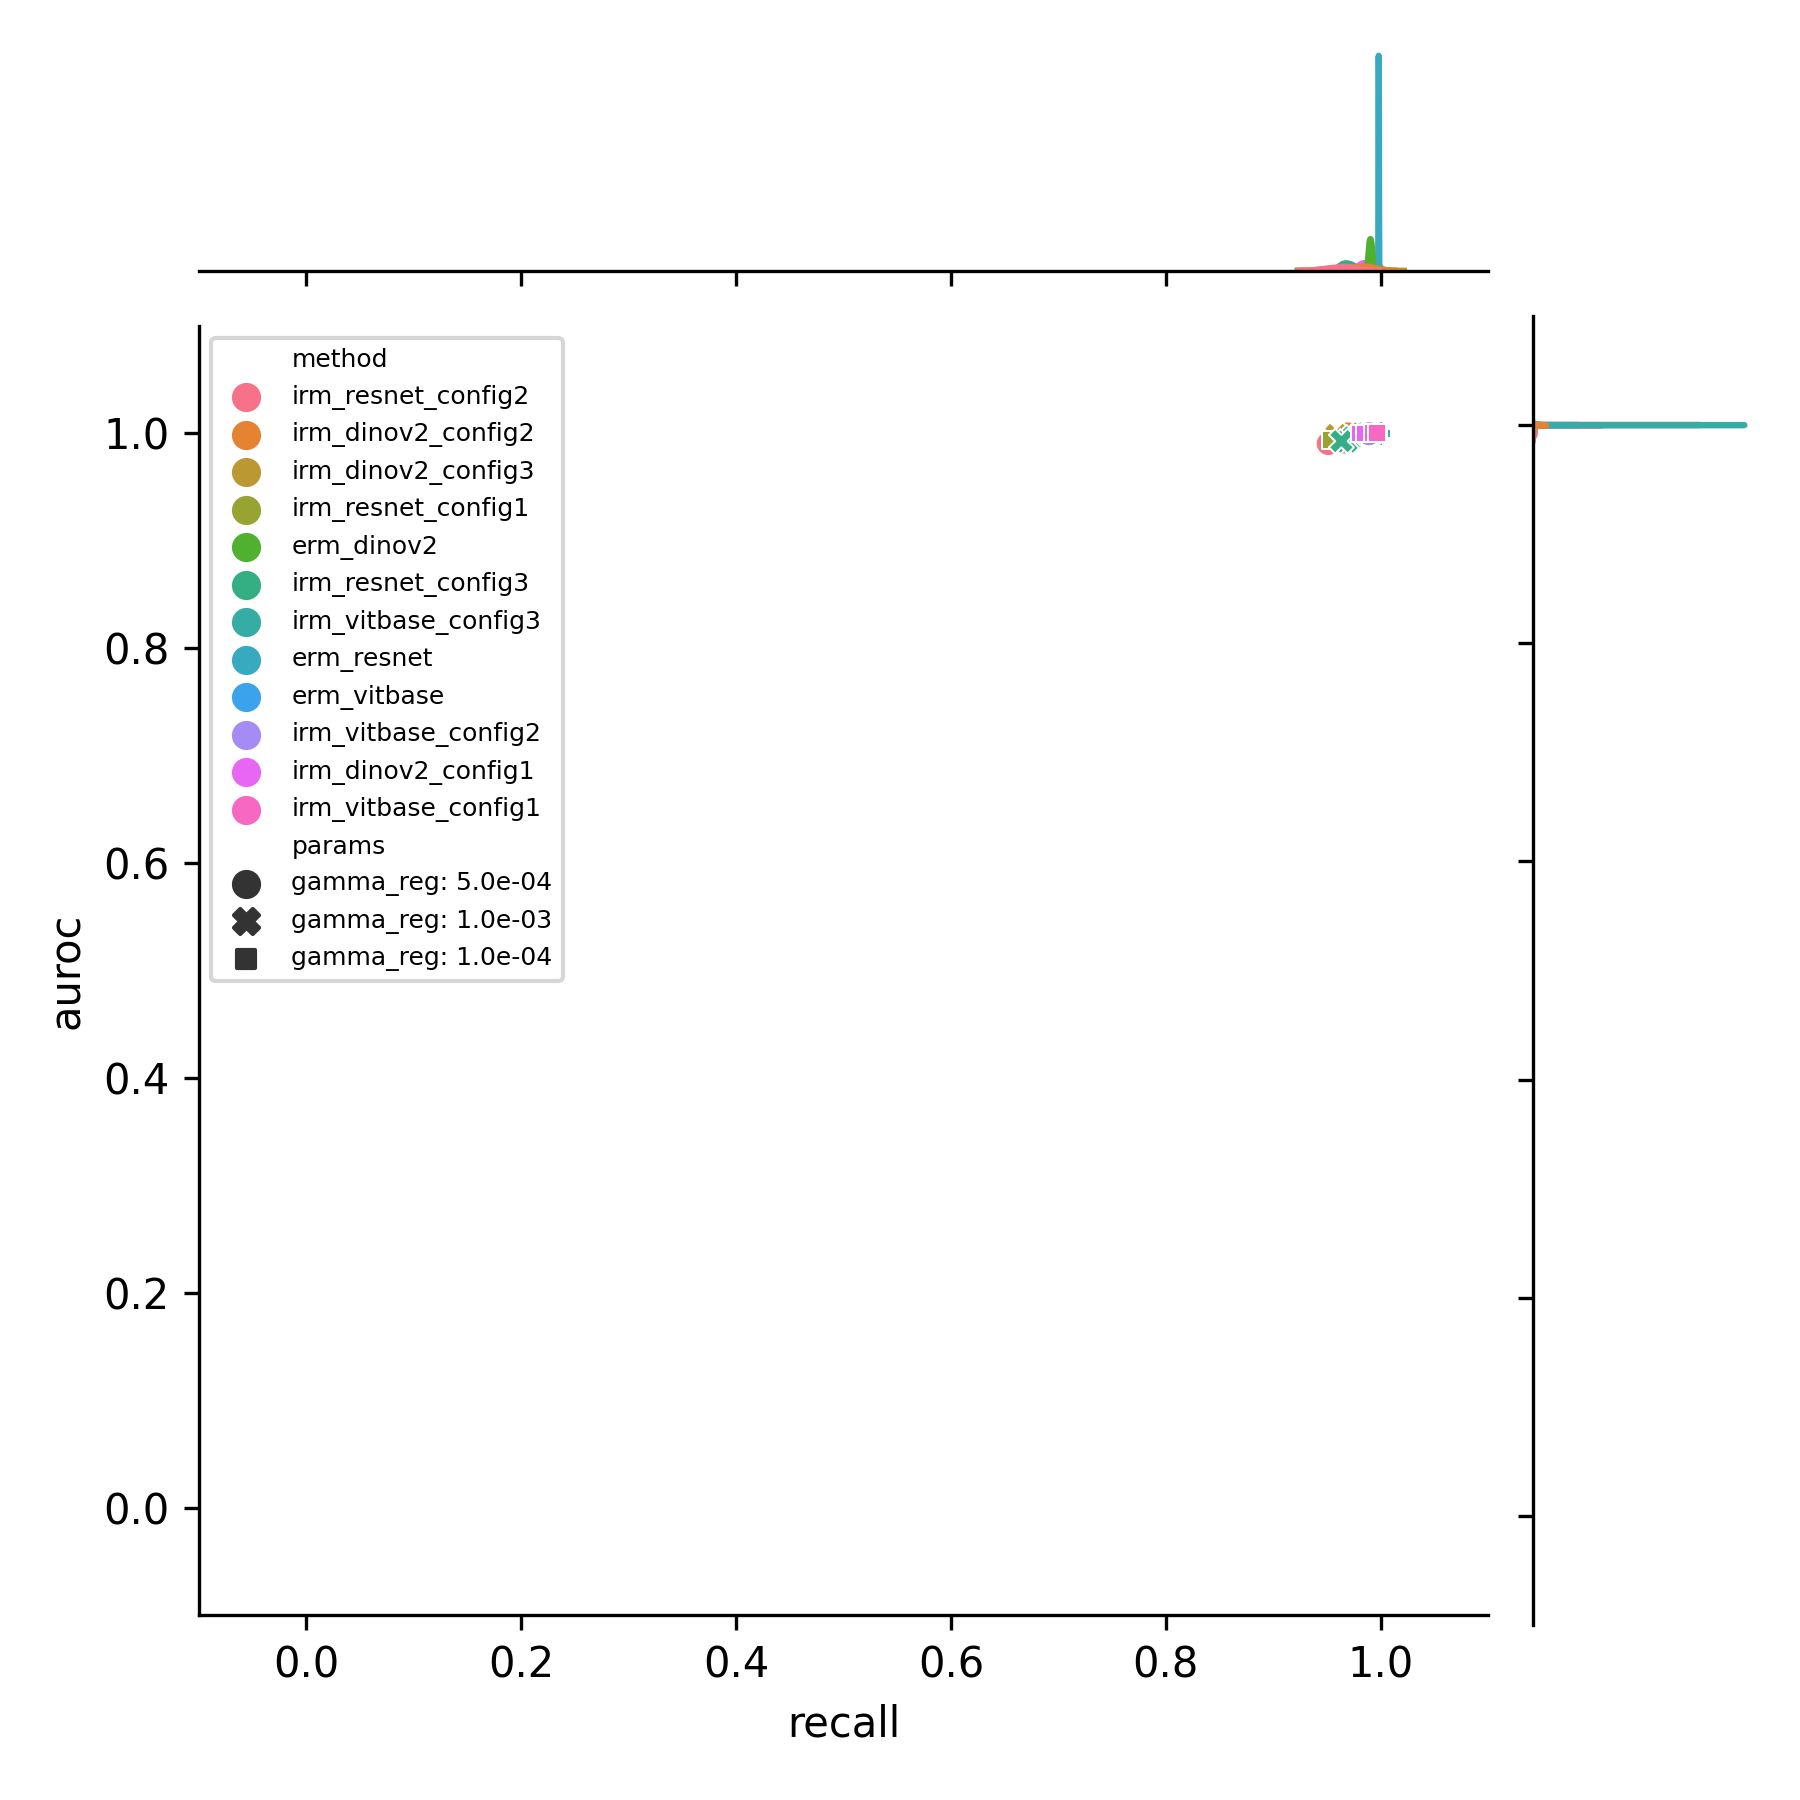 method
irm_resnet_config2
irm_dinov2_config2
irm_dinov2_config3
irm_resnet_config1
erm_dinov2
irm_resnet_config3
irm_vitbase_config3
erm_resnet
erm_vitbase
irm_vitbase_config2
irm_dinov2_config1
irm_vitbase_config1
params
gamma_reg: 5.0e-04
gamma_reg: 1.0e-03
gamma_reg: 1.0e-04
1.0
0.8
0.6
0.4
0.2
0.0
auroc
0.0 0.2 0.4 0.6 0.8 1.0
recall